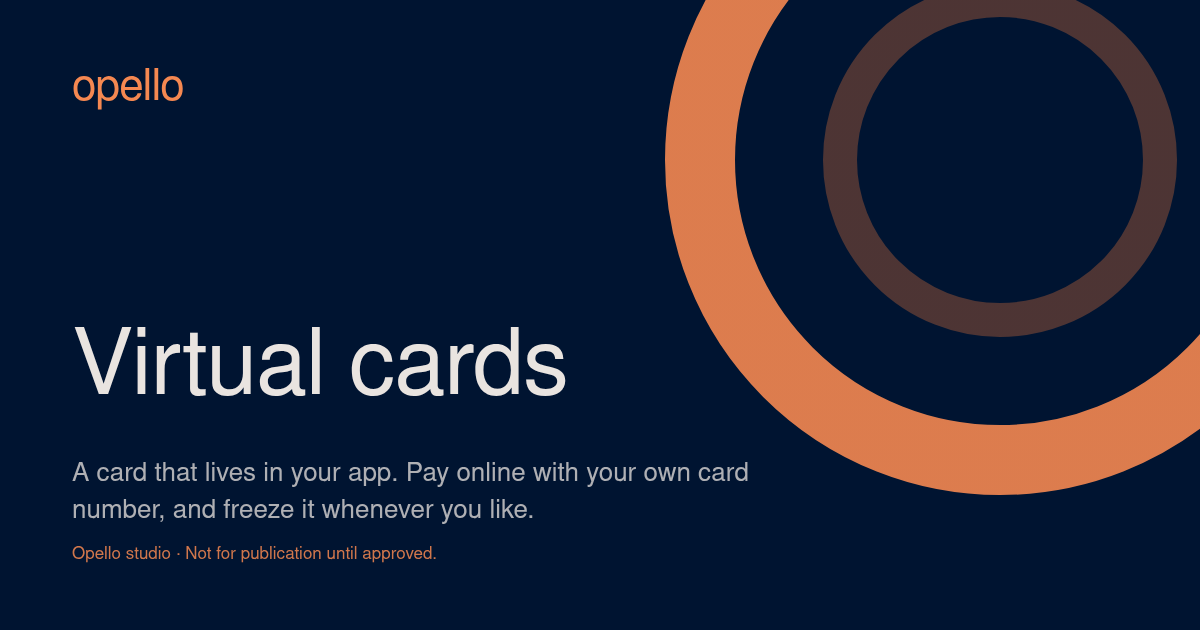 opello
Virtual cards
A card that lives in your app. Pay online with your own card
number, and freeze it whenever you like.
Opello studio · Not for publication until approved.